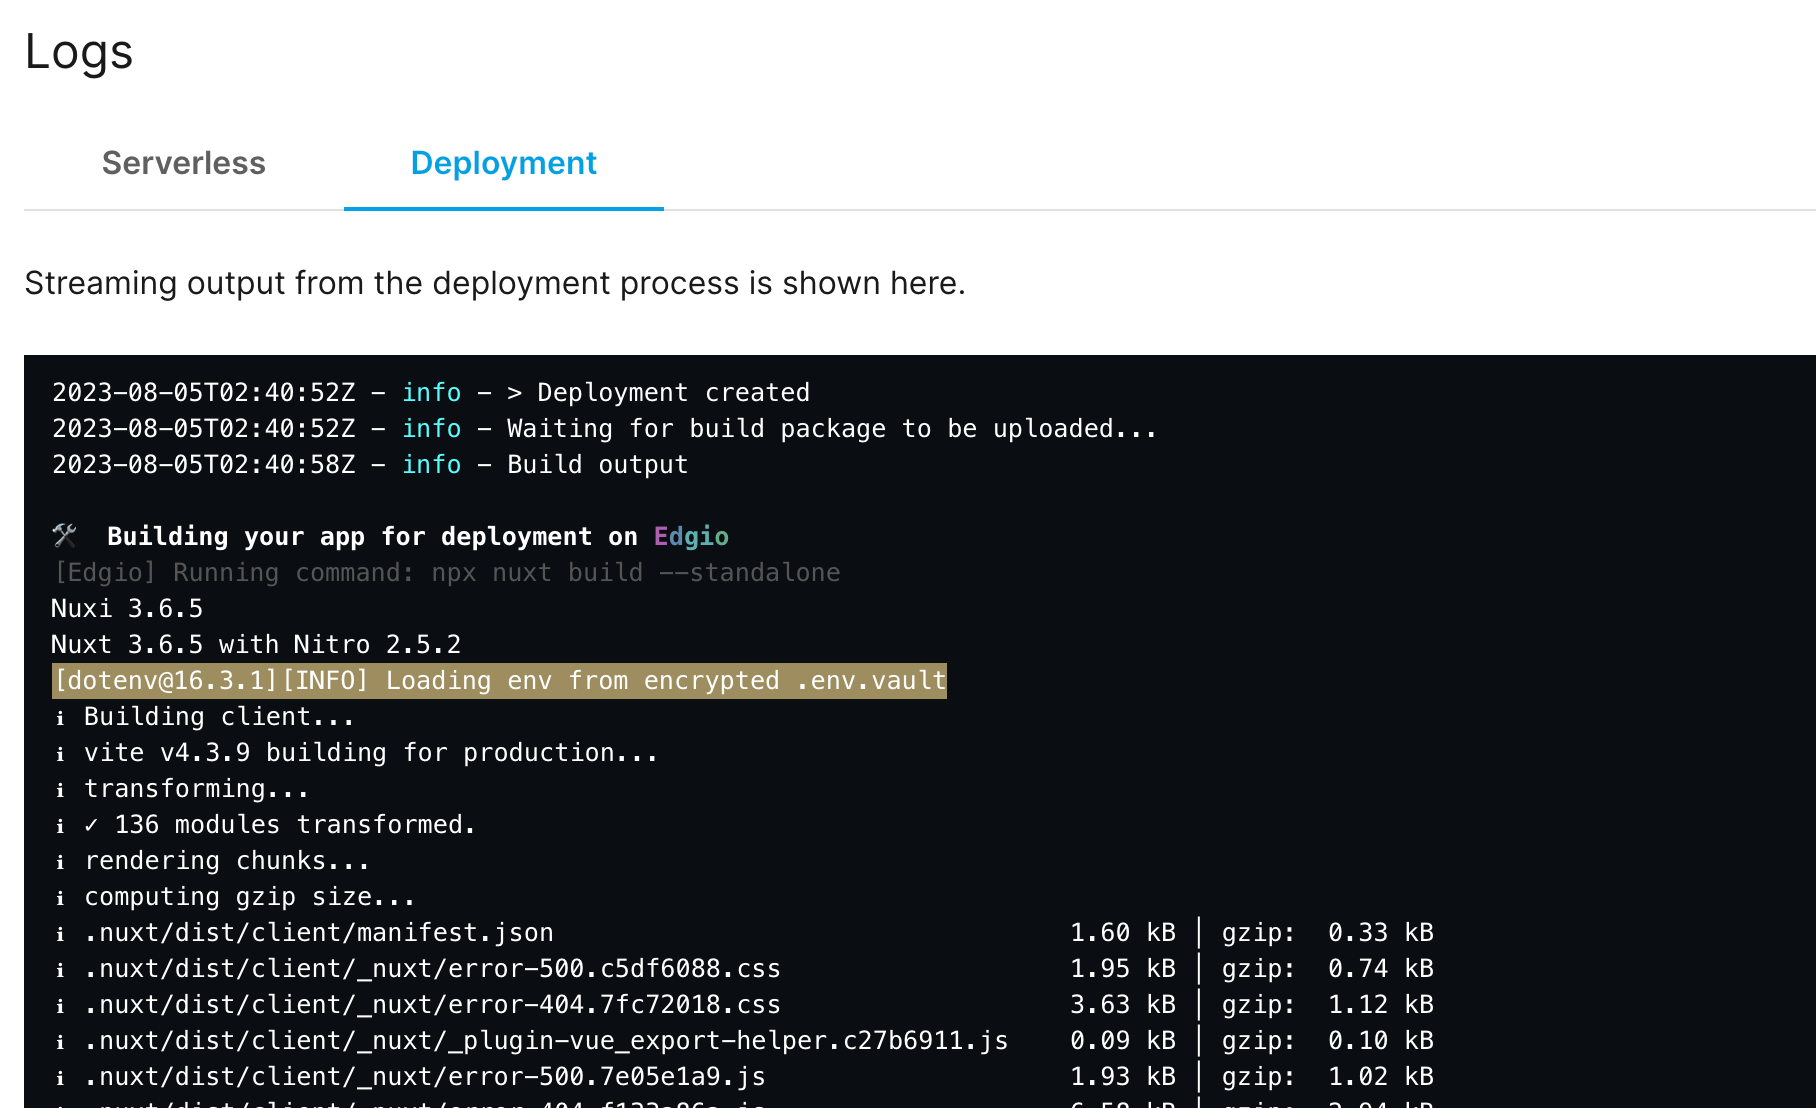 Logs
Serverless Deployment
Streaming output from the deployment process is shown here.
2023-08-05T02:40:52Z - info - > Deployment created
2023-08-05T02:40:52Z - info - Waiting for build package to be uploaded...
2023-08-05T02:40:58Z - info - Build output
🛠 Building your app for deployment on Edgio
[Edgio] Running command: npx nuxt build --standalone
Nuxi 3.6.5
Nuxt 3.6.5 with Nitro 2.5.2
[dotenv@16.3.1][INFO] Loading env from encrypted .env.vault
ℹ Building client...
ℹ vite v4.3.9 building for production...
ℹ transforming...
ℹ ✓ 136 modules transformed.
ℹ rendering chunks...
ℹ computing gzip size...
ℹ .nuxt/dist/client/manifest.json 1.60 kB │ gzip: 0.33 kB
ℹ .nuxt/dist/client/_nuxt/error-500.c5df6088.css 1.95 kB │ gzip: 0.74 kB
ℹ .nuxt/dist/client/_nuxt/error-404.7fc72018.css 3.63 kB │ gzip: 1.12 kB
ℹ .nuxt/dist/client/_nuxt/_plugin-vue_export-helper.c27b6911.js 0.09 kB │ gzip: 0.10 kB
ℹ .nuxt/dist/client/_nuxt/error-500.7e05e1a9.js 1.93 kB │ gzip: 1.02 kB